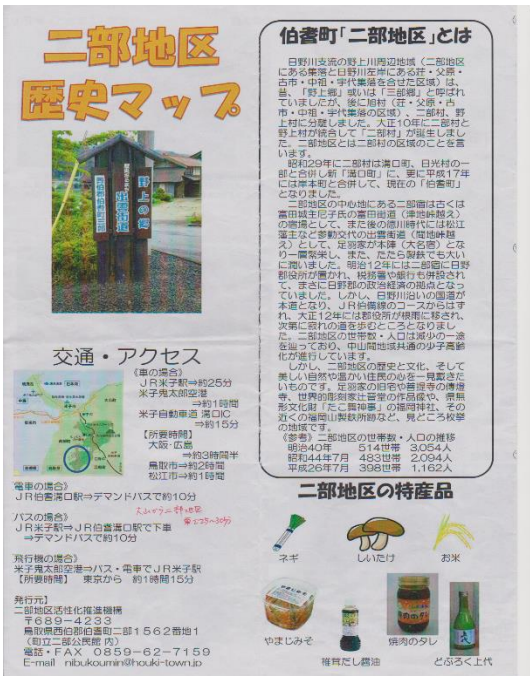 二部地区
歴史マップ
野上の郷
出雲街道
伯耆町「二部地区」とは
日野川支流の野上川周辺地域(二部地区
にある集落と日野川左岸にある荘・父原・
古市・中祖・宇代集落を合せた区域)は、
昔、「野上郷」或いは「三部郷」と呼ばれ
ていましたが、後に旭村(荘・父原・古
市・中祖・宇代集落の区域)、二部村、野
上村に分離しました。大正10年に二部村と
野上村が統合して「二部村」が誕生しまし
た。二部地区とは二部村の区域のことを言
います。
昭和29年に二部村は溝口町、日光村の一
部と合併し新「溝口町」に、更に平成17年
には岸本町と合併して、現在の「伯耆町」
となりました。
二部地区の中心地にある二部宿は古くは
富田城主尼子氏の富田街道(津地峠越え)
の宿場として、また後の徳川時代には松江
藩主など参勤交代の出雲街道(間地峠越
え)として、足羽家が本陣(大名宿)とな
り一層繁栄し、また、たたら製鉄でも大い
に潤いました。明治12年には二部宿に日野
郡役所が置かれ、税務署や銀行も併設され
て、まさに日野郡の政治経済の拠点となっ
ていました。しかし、日野川沿いの国道が
本道となり、JR伯備線のコースからはず
れ、大正12年には郡役所が根雨に移され、
次第に寂れの道を歩むところとなりまし
た。二部地区の世帯数・人口は減少の一途
を辿っており、中山間地域共通の少子高齢
化が進行しています。
しかし、二部地区の歴史と文化、そして
美しい自然や温かい住民の心を一見戴きた
いものです。足羽家の旧宅や菩提寺の傳燈
寺、世界的彫刻家辻晉堂の作品像や、県無
形文化財「たこ舞神事」の福岡神社、その
近くの福岡山製鉄所跡など、見どころ枚挙
の地域です。
(参考)二部地区の世帯数・人口の推移
明治40年 514世帯 3,054人
昭和44年7月 483世帯 2,094人
平成26年7月 398世帯 1,162人
交通・アクセス
《車の場合》
JR米子駅⇒約25分
米子鬼太郎空港
⇒約1時間
米子自動車道 溝口IC
⇒約15分
【所要時間】
大阪・広島
⇒約3時間半
鳥取市⇒約2時間
松江市⇒約1時間
電車の場合》
JR伯耆溝口駅⇒デマンドバスで約10分
バスの場合》
JR米子駅⇒JR伯耆溝口駅で下車
⇒デマンドバスで約10分
飛行機の場合》
米子鬼太郎空港⇒バス・電車でJR米子駅
【所要時間】 東京から 約1時間15分
発行元】
二部地区活性化推進機構
〒689-4233
鳥取県西伯郡伯耆町二部1562番地1
(町立二部公民館 内)
電話・FAX 0859-62-7159
E-mail nibukoumin@houki-town.jp
二部地区の特産品
ネギ
しいたけ
お米
やまじみそ
椎茸だし醤油
焼肉のタレ
どぶろく上代